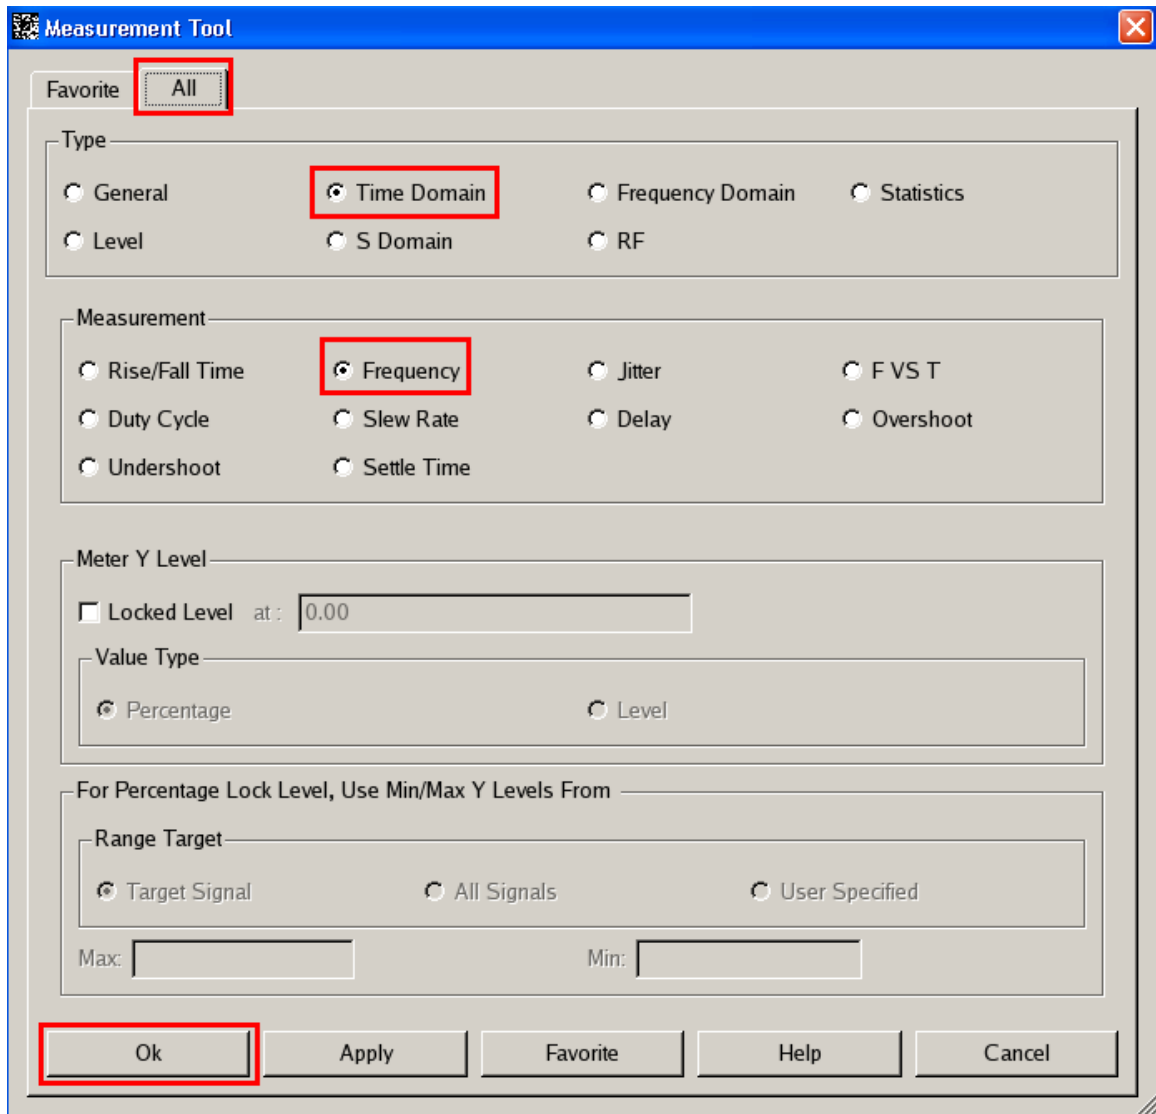 Measurement Tool
Favorite All
Type
General Time Domain Frequency Domain Statistics
Level S Domain RF
Measurement
Rise/Fall Time Frequency Jitter F VS T
Duty Cycle Slew Rate Delay Overshoot
Undershoot Settle Time
Meter Y Level
Locked Level at : 0.00
Value Type
Percentage Level
For Percentage Lock Level, Use Min/Max Y Levels From
Range Target
Target Signal All Signals User Specified
Max: Min:
Ok Apply Favorite Help Cancel